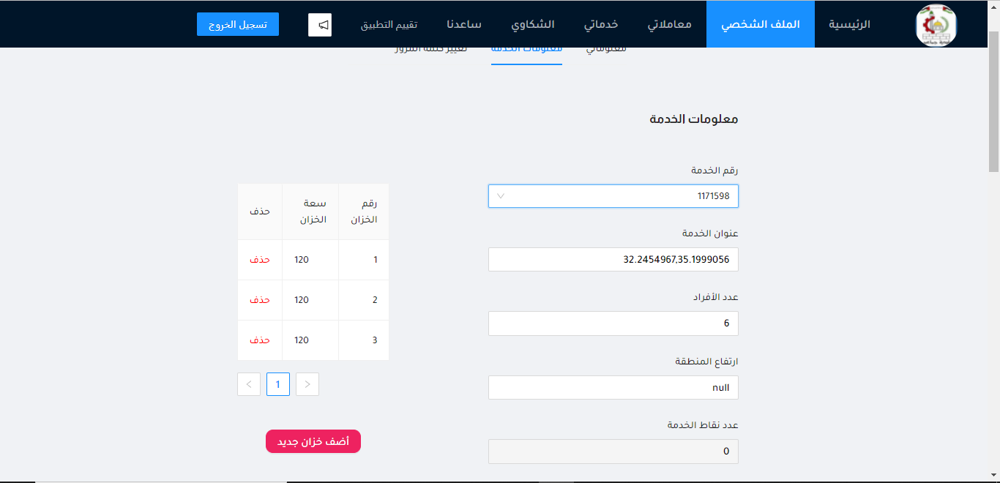 الرئيسية
الملف الشخصي
معاملاتي
خدماتي
الشكاوي
ساعدنا
تقييم التطبيق
تسجيل الخروج
معلوماتي
معلومات الخدمة
تغيير كلمة المرور
معلومات الخدمة
رقم الخدمة
1171598
عنوان الخدمة
32.2454967,35.1999056
عدد الأفراد
6
ارتفاع المنطقة
null
عدد نقاط الخدمة
0
رقم الخزان
سعة الخزان
حذف
1 120 حذف
2 120 حذف
3 120 حذف
1
أضف خزان جديد